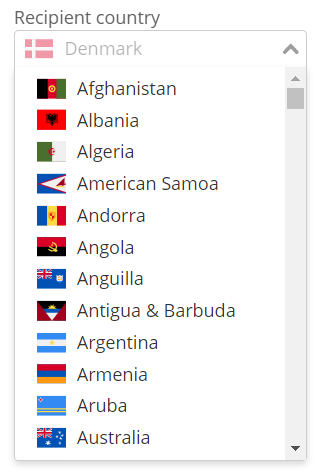 Recipient country
Denmark
Afghanistan
Albania
Algeria
American Samoa
Andorra
Angola
Anguilla
Antigua & Barbuda
Argentina
Armenia
Aruba
Australia